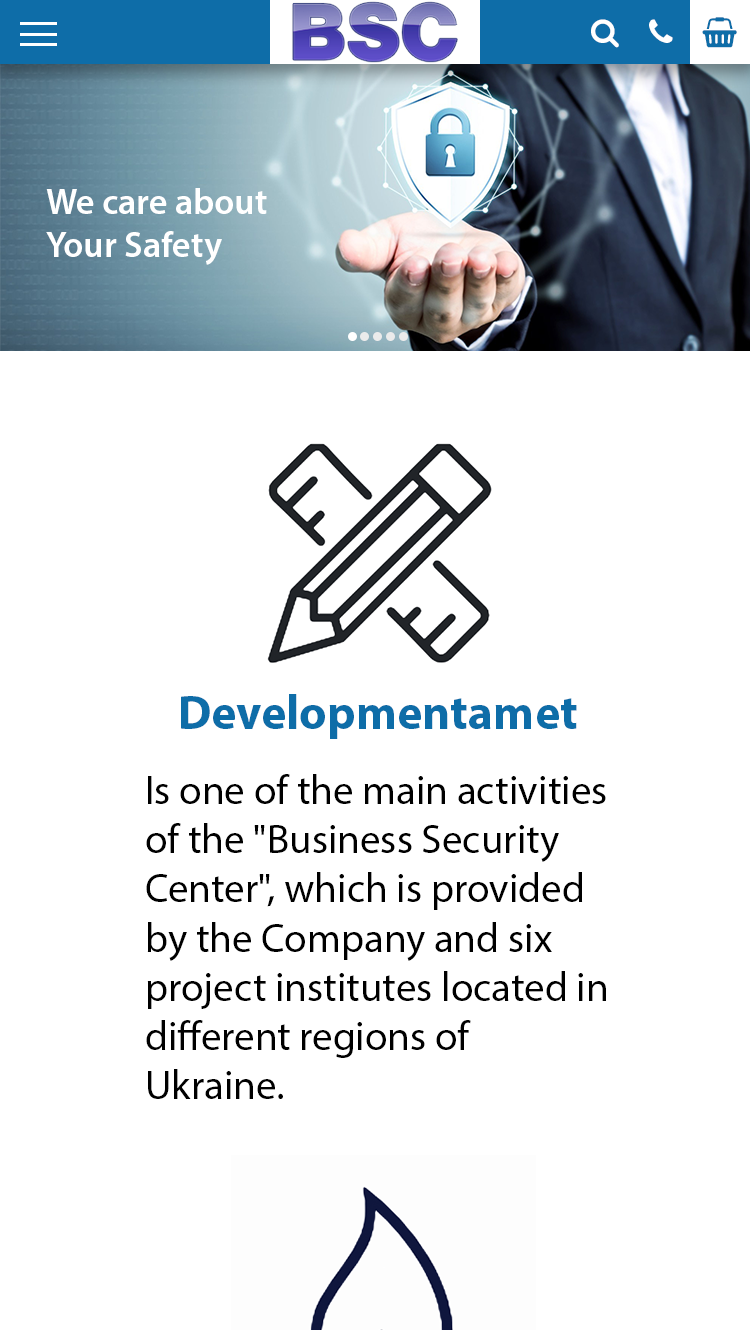 BSC
We care about
Your Safety
Developmentamet
Is one of the main activities
of the "Business Security
Center", which is provided
by the Company and six
project institutes located in
different regions of
Ukraine.